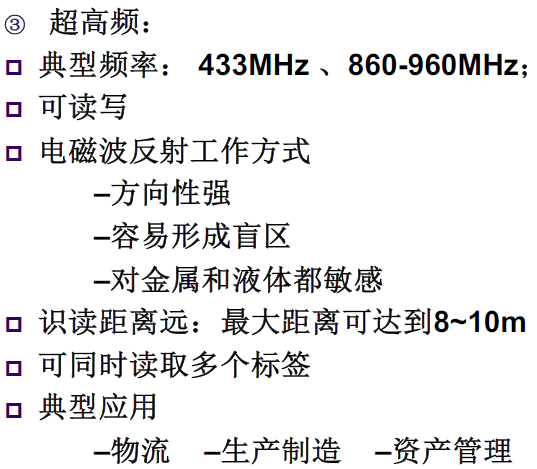 ③ 超高频：
典型频率： 433MHz 、860-960MHz；
可读写
电磁波反射工作方式
–方向性强
–容易形成盲区
–对金属和液体都敏感
识读距离远：最大距离可达到8~10m
可同时读取多个标签
典型应用
–物流 –生产制造 –资产管理